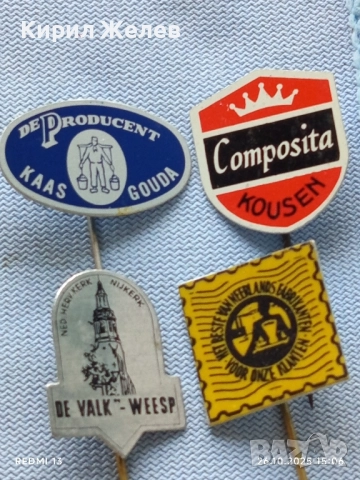 Кирил Желев
DE PRODUCENT
KAAS GOUDA
Composita
KOUSEN
NED. HERV. KERK NIJKERK
DE VALK"-WEESP
HET BESTE VAN NEERLANDS FABRIKANTEN
VOOR ONZE KLANTEN
REDMI 13
26.10.2025 15:06